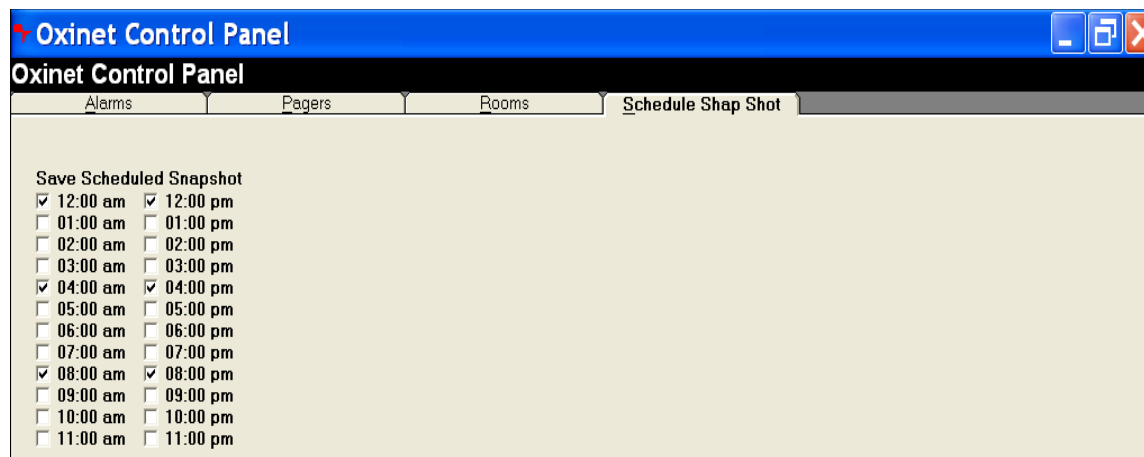 Oxinet Control Panel
Oxinet Control Panel
Alarms Pagers Rooms Schedule Shap Shot
Save Scheduled Snapshot
12:00 am 12:00 pm
01:00 am 01:00 pm
02:00 am 02:00 pm
03:00 am 03:00 pm
04:00 am 04:00 pm
05:00 am 05:00 pm
06:00 am 06:00 pm
07:00 am 07:00 pm
08:00 am 08:00 pm
09:00 am 09:00 pm
10:00 am 10:00 pm
11:00 am 11:00 pm